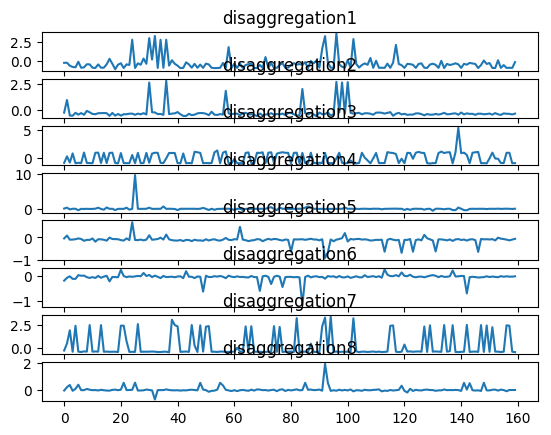 disaggregation1
2.5
0.0
disaggregation2
2.5
0.0
disaggregation3
5
0
disaggregation4
10
0
disaggregation5
0
-1
disaggregation6
0
−1
disaggregation7
2.5
0.0
disaggregation8
2
0
0 20 40 60 80 100 120 140 160